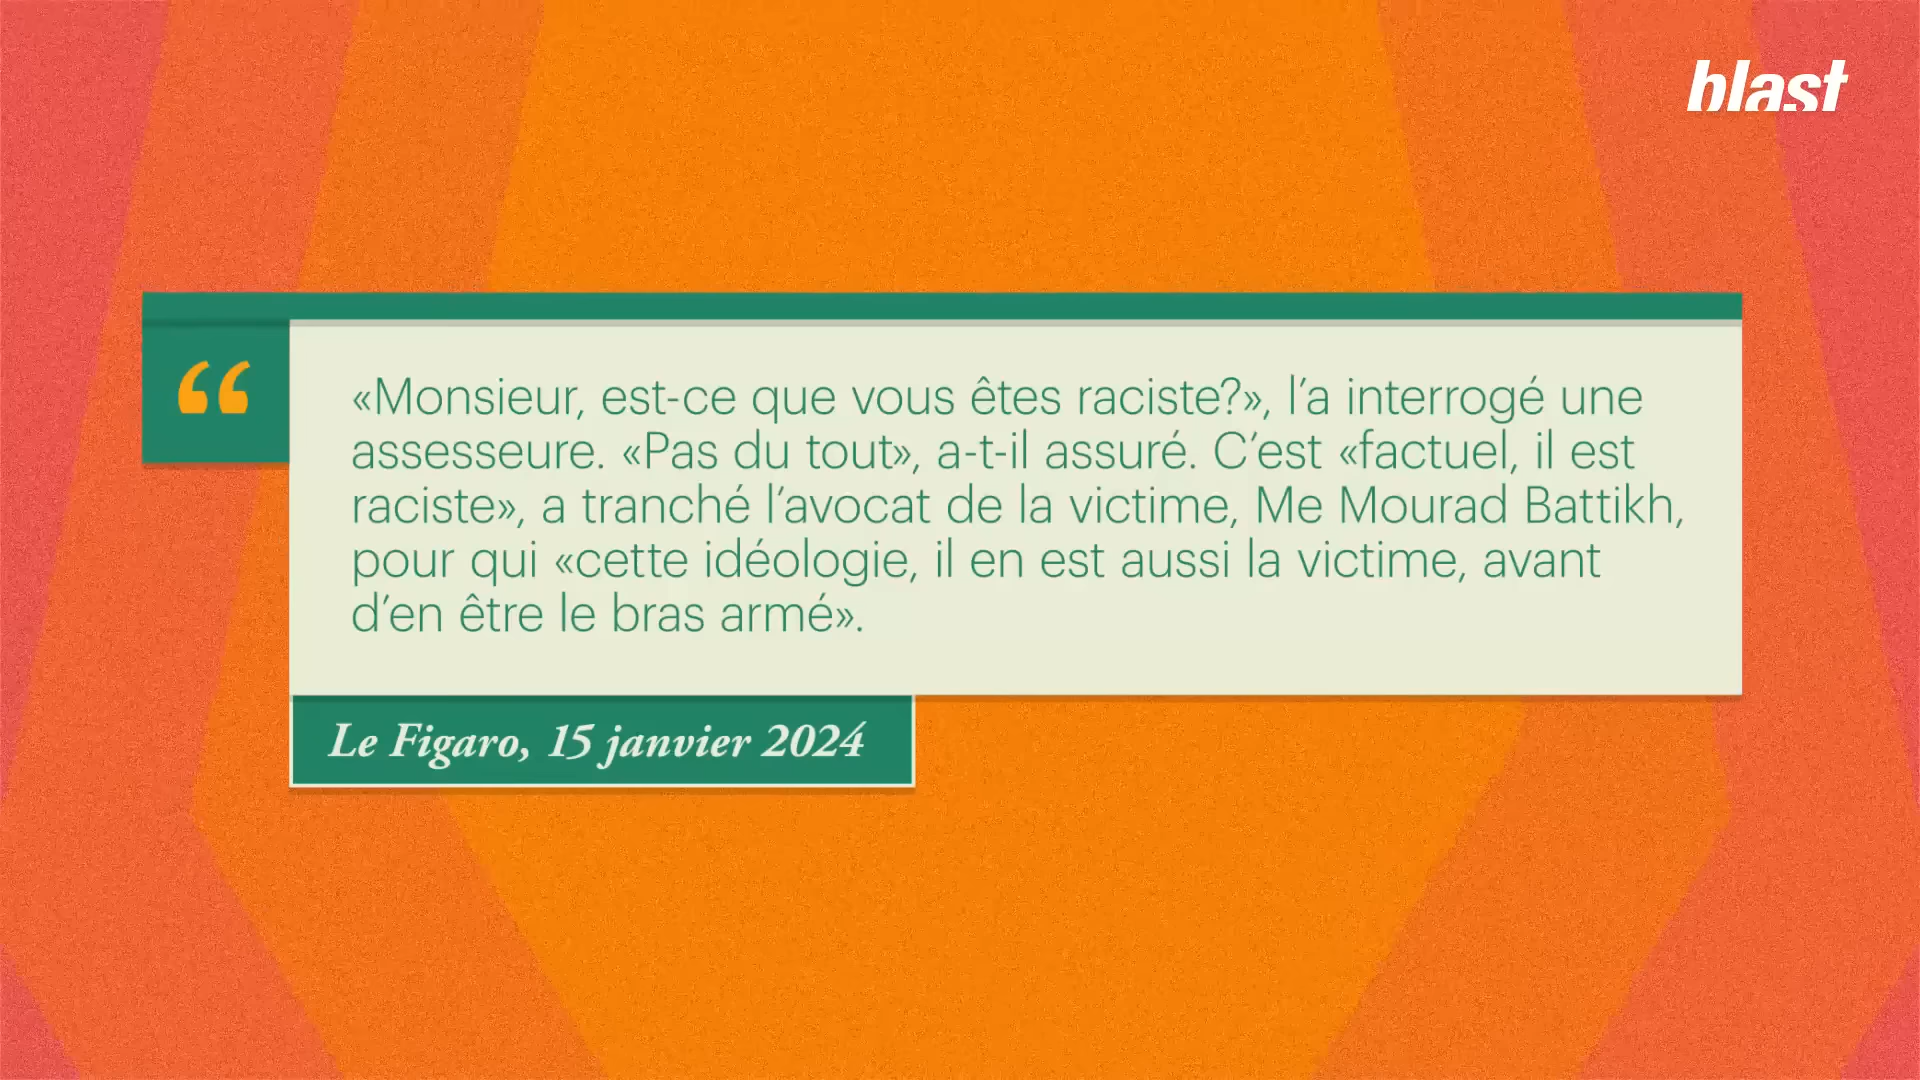 blast
“
«Monsieur, est-ce que vous êtes raciste?», l’a interrogé une
assesseure. «Pas du tout», a-t-il assuré. C’est «factuel, il est
raciste», a tranché l’avocat de la victime, Me Mourad Battikh,
pour qui «cette idéologie, il en est aussi la victime, avant
d’en être le bras armé».
Le Figaro, 15 janvier 2024